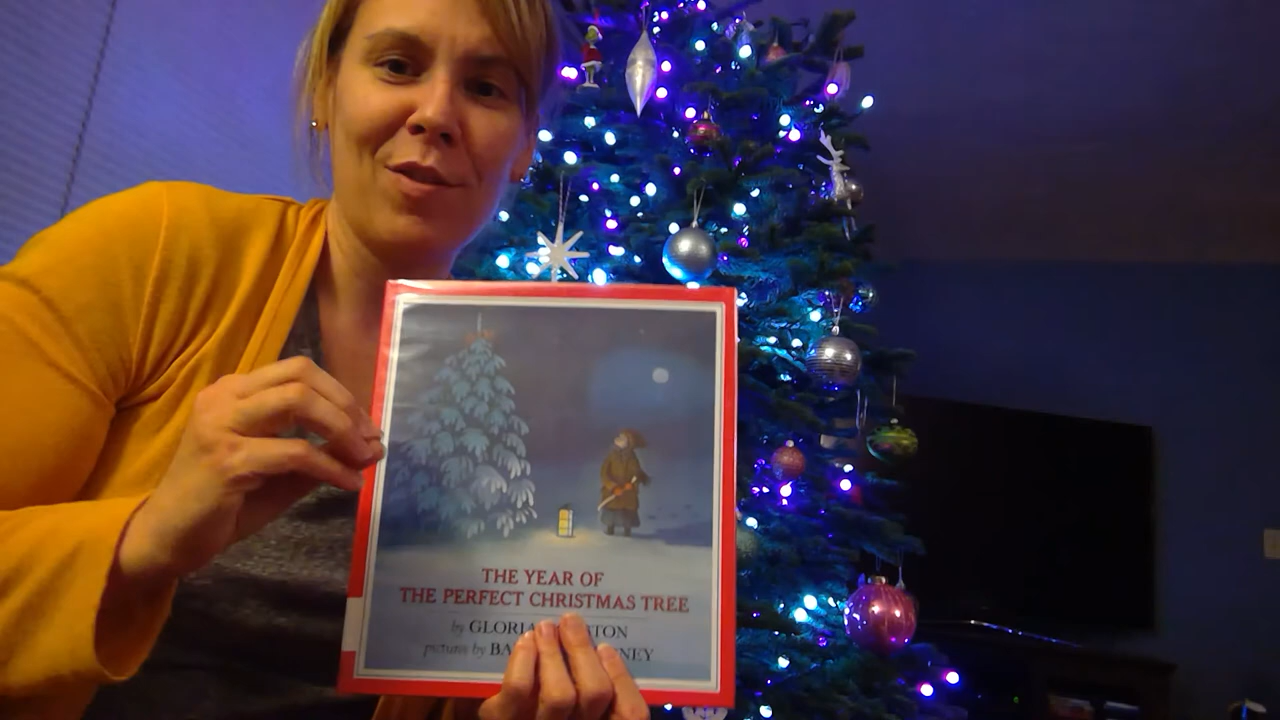 THE YEAR OF
THE PERFECT CHRISTMAS TREE
by GLORIA
pictures by